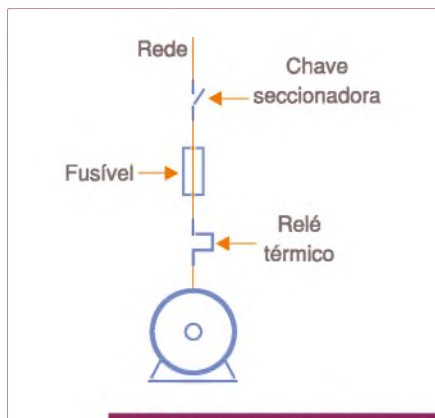 Rede
Chave
seccionadora
Fusível
Relé
térmico